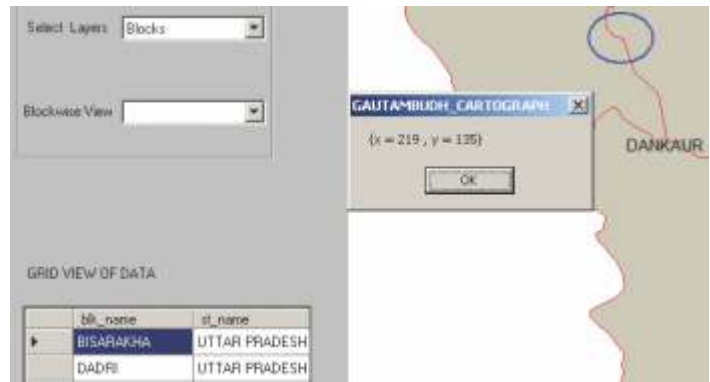 Select Layers Blocks
Blockwise View
GAUTAMBUDH_CARTOGRAPH
(x = 219 , y = 135)
OK
DANKAUR
GRID VIEW OF DATA
blk_name st_name
BISARAKHA UTTAR PRADESH
DADRI UTTAR PRADESH